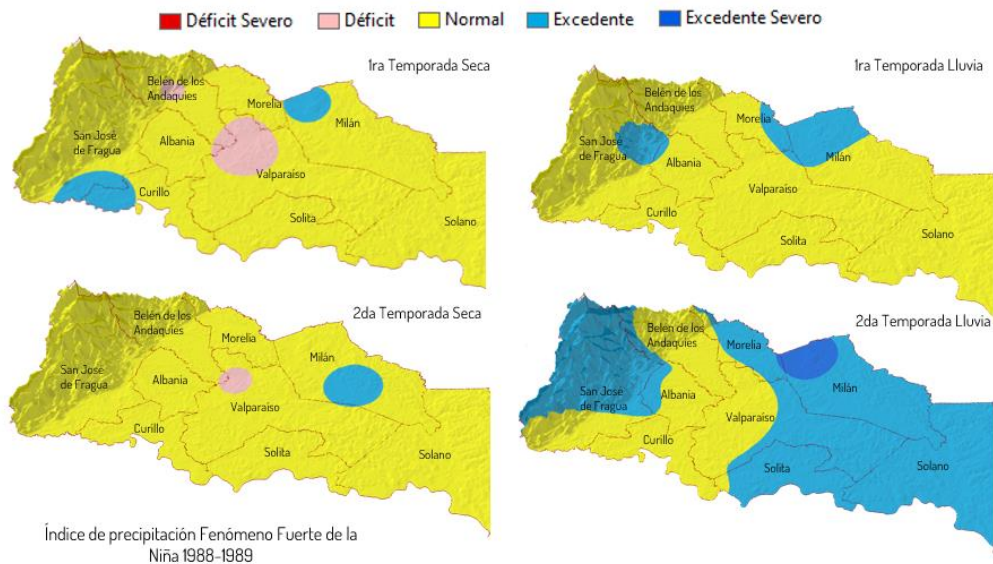 Déficit Severo Déficit Normal Excedente Excedente Severo
1ra Temporada Seca
Belén de los
Andaquíes
Morelia
Milán
San José
de Fragua
Albania
Valparaíso
Curillo
Solita
Solano
1ra Temporada Lluvia
Belén de los
Andaquíes
Morelia
San José
de Fragua
Milán
Albania
Valparaíso
Curillo
Solita
Solano
2da Temporada Seca
Belén de los
Andaquíes
Morelia
Milán
San José
de Fragua
Albania
Valparaíso
Curillo
Solita
Solano
2da Temporada Lluvia
Belén de los
Andaquíes
Morelia
Milán
San José
de Fragua
Albania
Valparaíso
Curillo
Solita
Solano
Índice de precipitación Fenómeno Fuerte de la
Niña 1988-1989